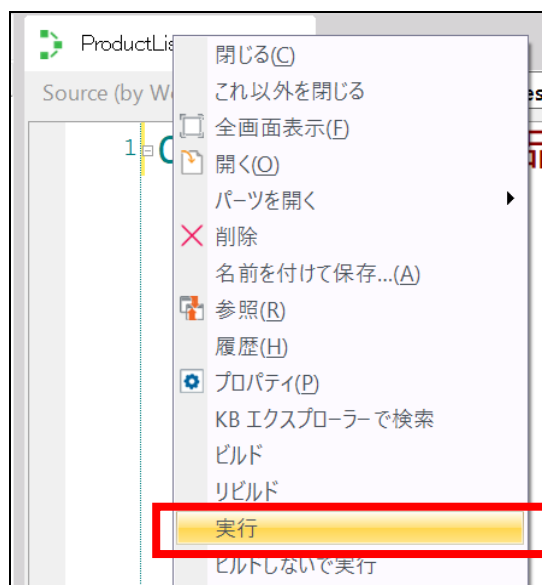 ProductLis
閉じる(C)
Source (by W
これ以外を閉じる
es
全画面表示(F)
1
開く(O)
品
パーツを開く
削除
名前を付けて保存...(A)
参照(R)
履歴(H)
プロパティ(P)
KB エクスプローラーで検索
ビルド
リビルド
実行
ビルドしないで実行